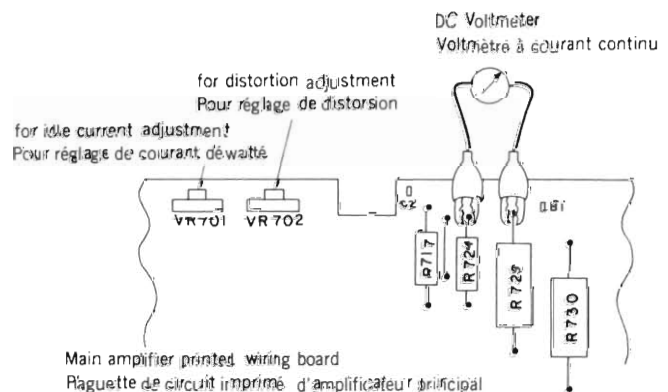 DC Voltmeter
Voltmètre à courant continu
for distortion adjustment
Pour réglage de distorsion
for idle current adjustment
Pour réglage de courant déwatté
VR701
VR702
R717
R724
R729
R730
Main amplifier printed wiring board
Plaquette de circuit imprimé d'amplificateur principal